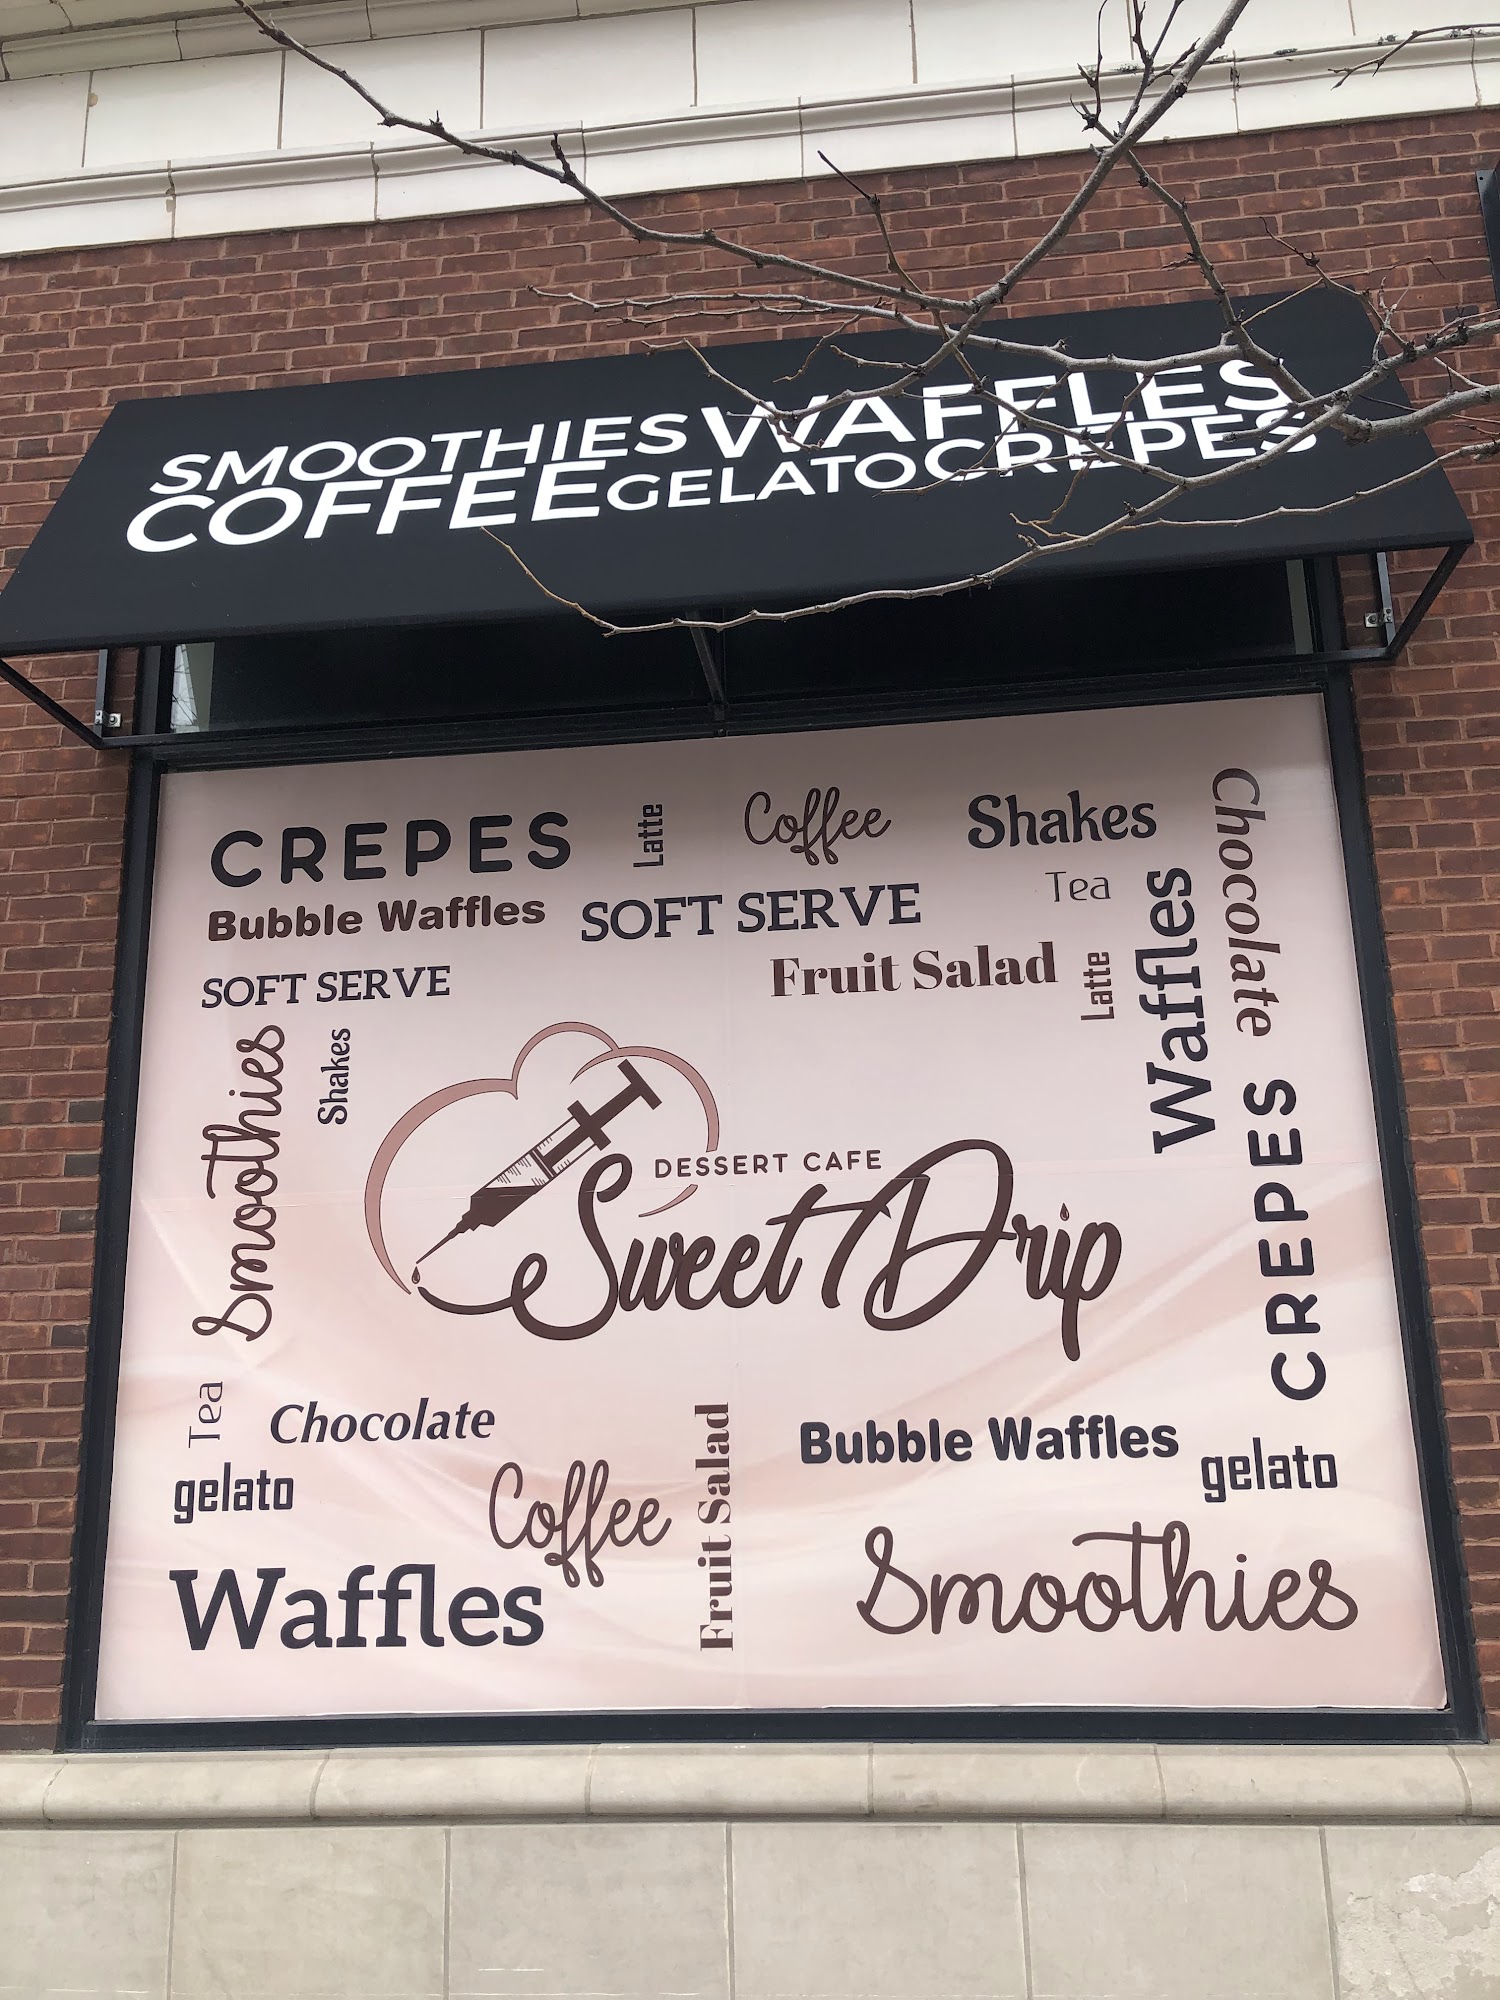 SMOOTHIES WAFFLES
COFFEE GELATO CREPES
CREPES
Latte
Coffee
Shakes
Chocolate
Bubble Waffles
SOFT SERVE
Tea
Waffles
SOFT SERVE
Fruit Salad
Latte
Smoothies
Shakes
DESSERT CAFE
Sweet Drip
CREPES
Tea
Chocolate
gelato
Coffee
Fruit Salad
Bubble Waffles
gelato
Waffles
Smoothies